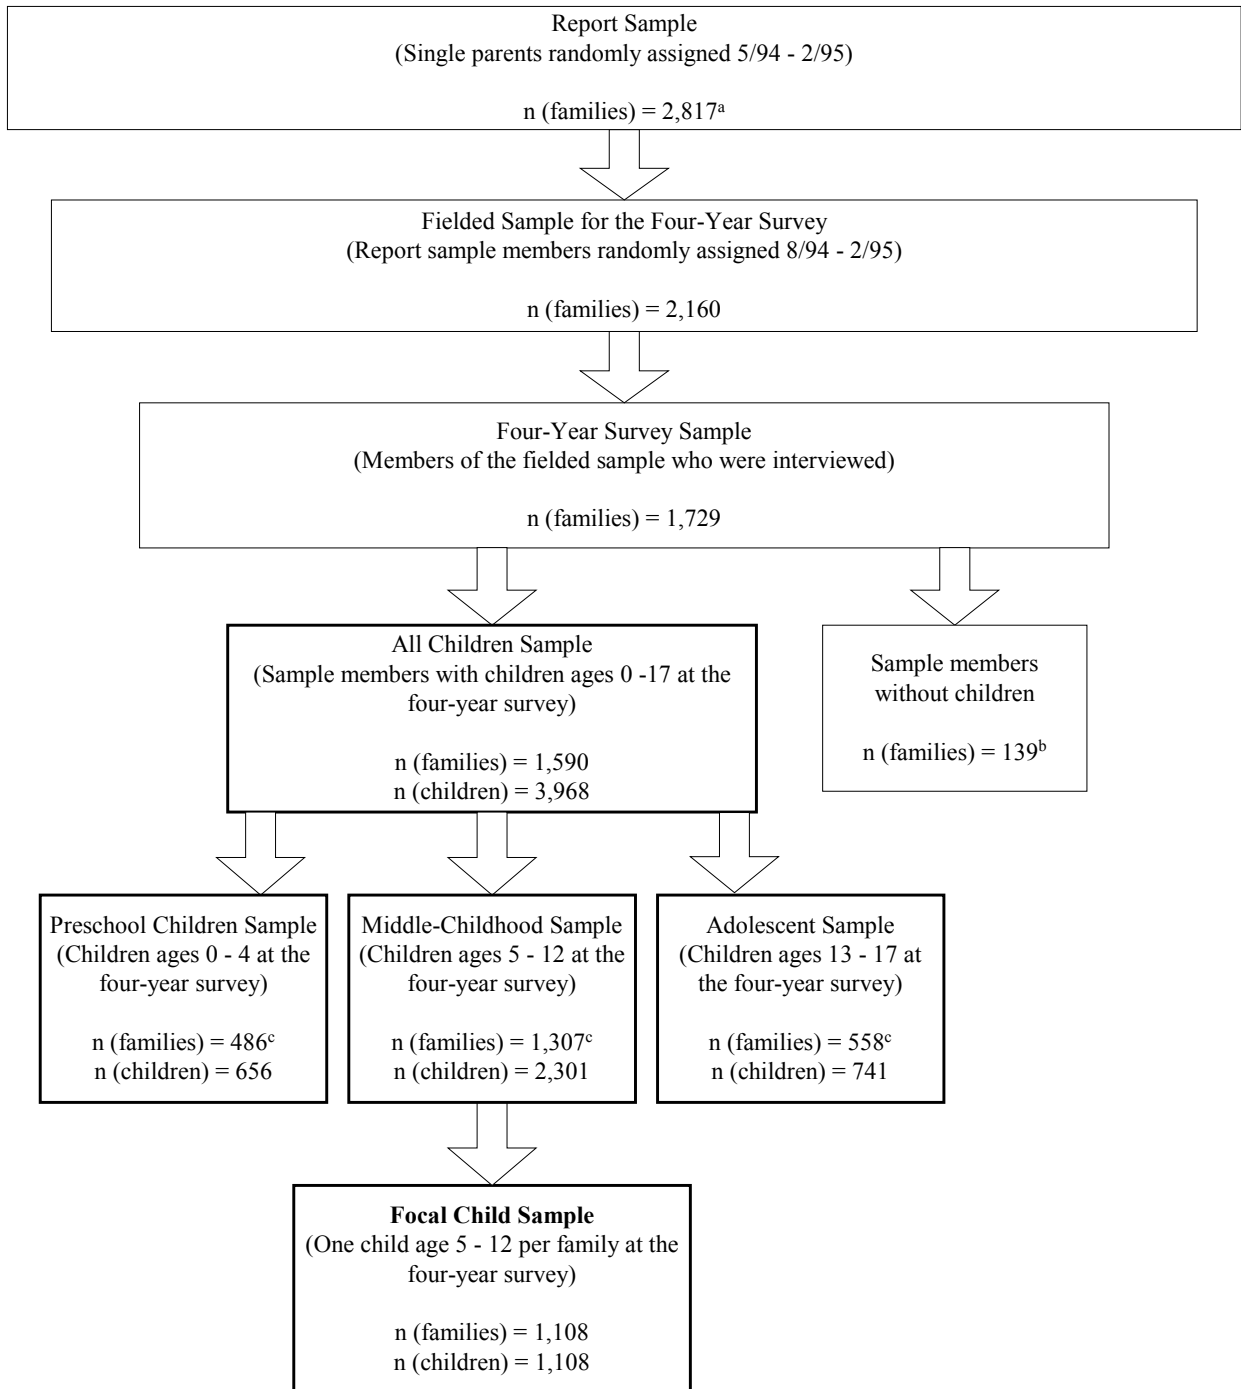 Report Sample
(Single parents randomly assigned 5/94 - 2/95)
n (families) = 2,817ᵃ
Fielded Sample for the Four-Year Survey
(Report sample members randomly assigned 8/94 - 2/95)
n (families) = 2,160
Four-Year Survey Sample
(Members of the fielded sample who were interviewed)
n (families) = 1,729
All Children Sample
(Sample members with children ages 0 -17 at the
four-year survey)
n (families) = 1,590
n (children) = 3,968
Sample members
without children
n (families) = 139ᵇ
Preschool Children Sample
(Children ages 0 - 4 at the
four-year survey)
n (families) = 486ᶜ
n (children) = 656
Middle-Childhood Sample
(Children ages 5 - 12 at the
four-year survey)
n (families) = 1,307ᶜ
n (children) = 2,301
Adolescent Sample
(Children ages 13 - 17 at
the four-year survey)
n (families) = 558ᶜ
n (children) = 741
Focal Child Sample
(One child age 5 - 12 per family at the
four-year survey)
n (families) = 1,108
n (children) = 1,108